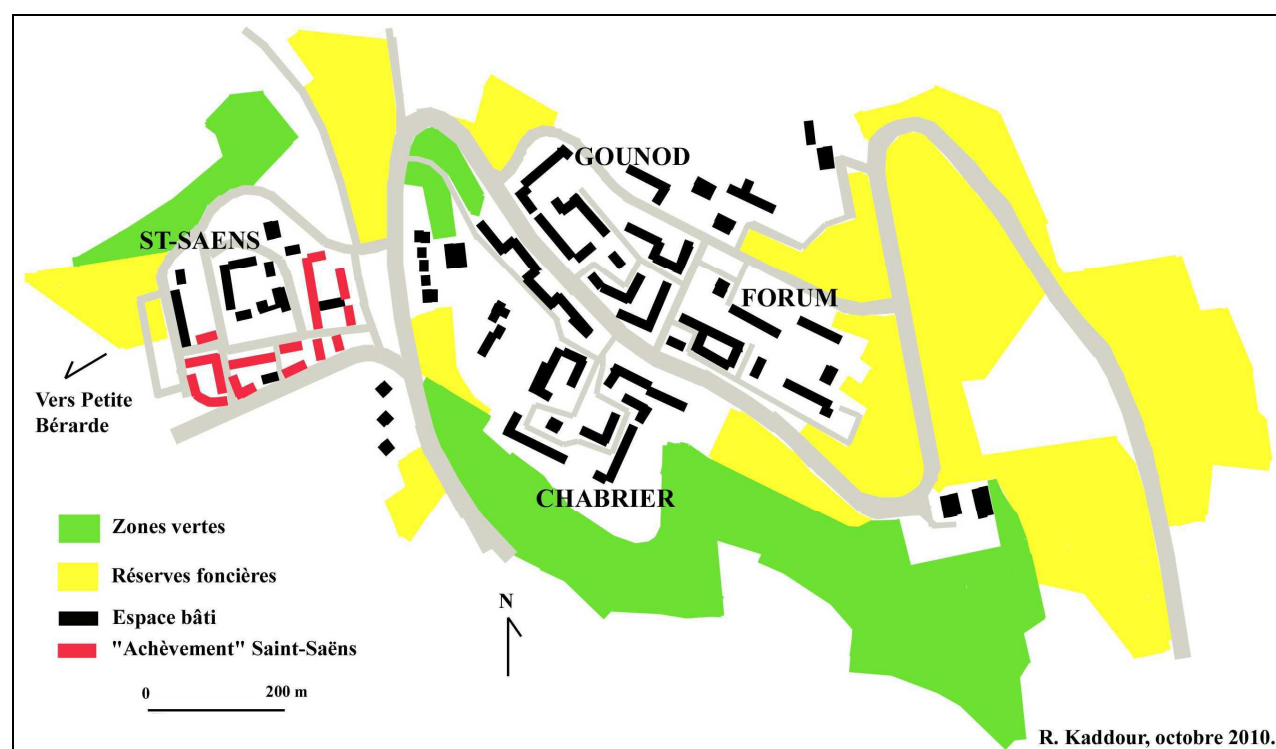 GOUNOD
ST-SAENS
FORUM
Vers Petite
Bérarde
CHABRIER
Zones vertes
Réserves foncières
Espace bâti
"Achèvement" Saint-Saëns
N
0 200 m
R. Kaddour, octobre 2010.